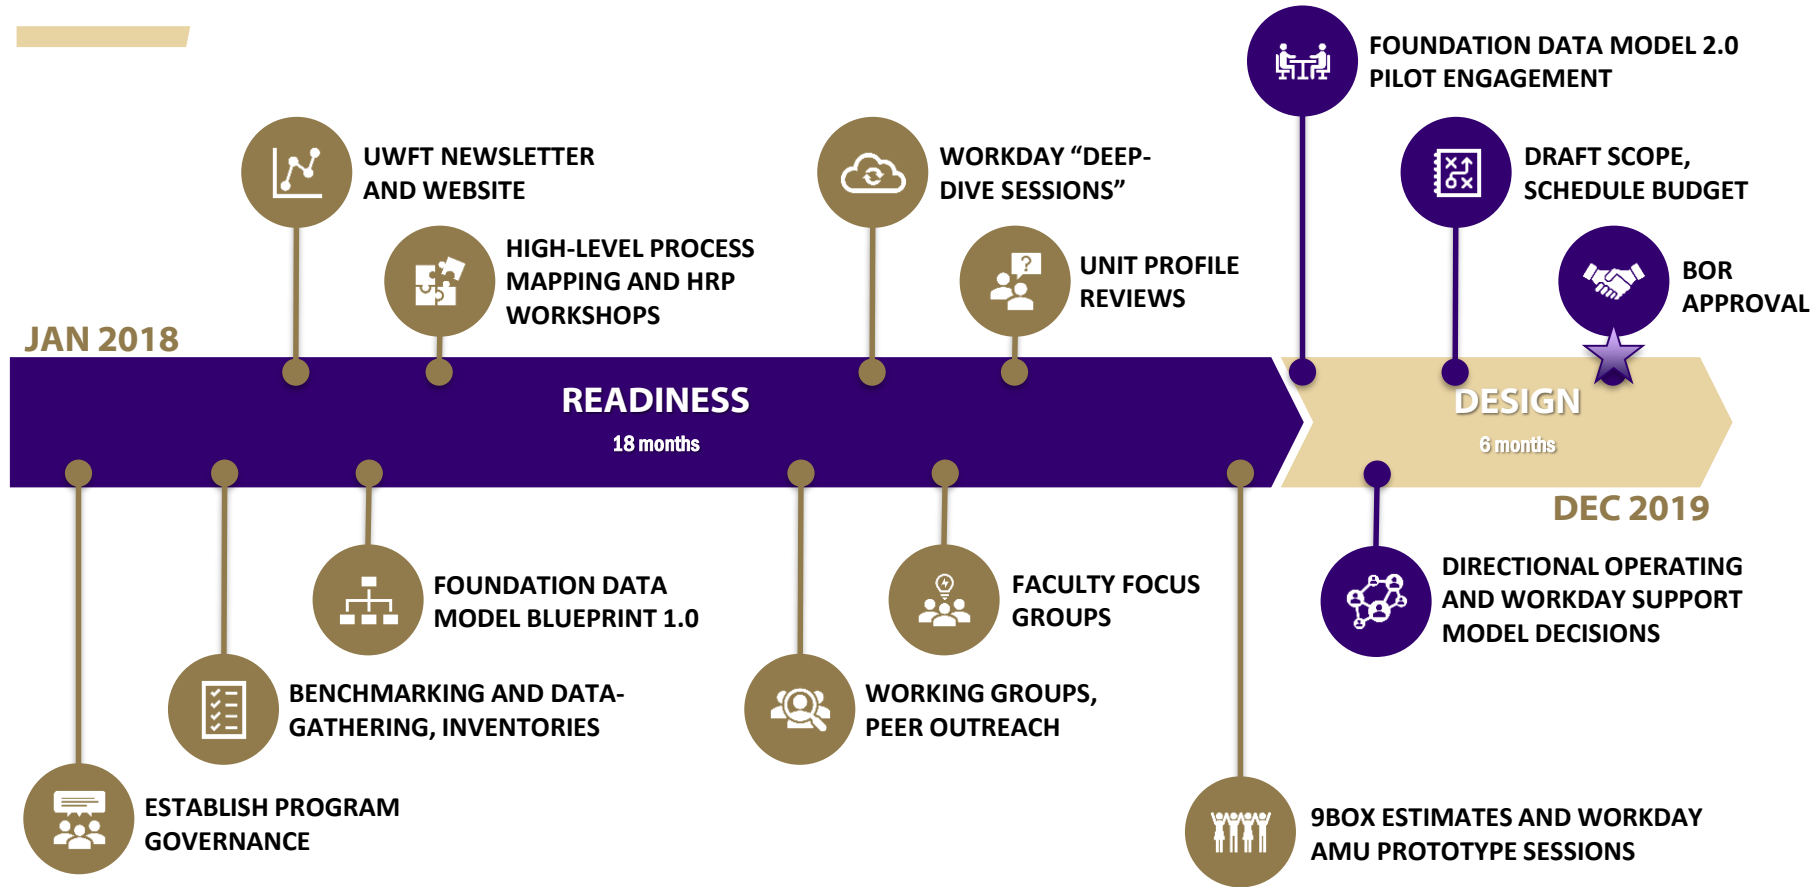 FOUNDATION DATA MODEL 2.0
PILOT ENGAGEMENT
UWFT NEWSLETTER
AND WEBSITE
WORKDAY “DEEP-
DIVE SESSIONS”
DRAFT SCOPE,
SCHEDULE BUDGET
HIGH-LEVEL PROCESS
MAPPING AND HRP
WORKSHOPS
?
UNIT PROFILE
REVIEWS
BOR
APPROVAL
JAN 2018
READINESS
18 months
DESIGN
6 months
DEC 2019
FOUNDATION DATA
MODEL BLUEPRINT 1.0
FACULTY FOCUS
GROUPS
DIRECTIONAL OPERATING
AND WORKDAY SUPPORT
MODEL DECISIONS
BENCHMARKING AND DATA-
GATHERING, INVENTORIES
WORKING GROUPS,
PEER OUTREACH
ESTABLISH PROGRAM
GOVERNANCE
9BOX ESTIMATES AND WORKDAY
AMU PROTOTYPE SESSIONS